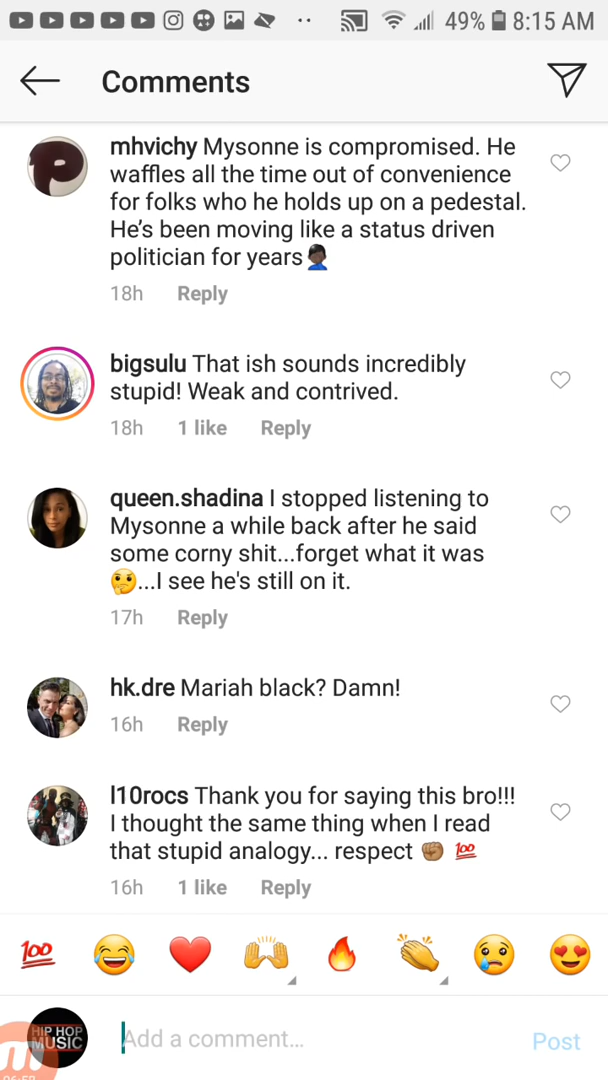 49% 8:15 AM
Comments
mhvichy Mysonne is compromised. He
waffles all the time out of convenience
for folks who he holds up on a pedestal.
He's been moving like a status driven
politician for years
18h Reply
bigsulu That ish sounds incredibly
stupid! Weak and contrived.
18h 1 like Reply
queen.shadina I stopped listening to
Mysonne a while back after he said
some corny shit...forget what it was
🤔...I see he's still on it.
17h Reply
hk.dre Mariah black? Damn!
16h Reply
l10rocs Thank you for saying this bro!!!
I thought the same thing when I read
that stupid analogy... respect ✊🏾 💯
16h 1 like Reply
HIP HOP
MUSIC
Add a comment...
Post